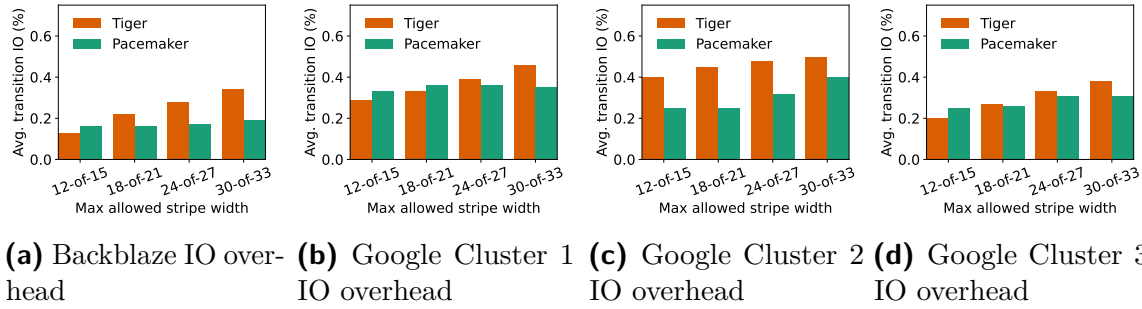 Avg. transition IO (%)
0.6
0.4
0.2
0.0
Tiger
Pacemaker
12-of-15
18-of-21
24-of-27
30-of-33
Max allowed stripe width
(a) Backblaze IO over-
head
Avg. transition IO (%)
0.6
0.4
0.2
0.0
Tiger
Pacemaker
12-of-15
18-of-21
24-of-27
30-of-33
Max allowed stripe width
(b) Google Cluster 1
IO overhead
Avg. transition IO (%)
0.6
0.4
0.2
0.0
Tiger
Pacemaker
12-of-15
18-of-21
24-of-27
30-of-33
Max allowed stripe width
(c) Google Cluster 2
IO overhead
Avg. transition IO (%)
0.6
0.4
0.2
0.0
Tiger
Pacemaker
12-of-15
18-of-21
24-of-27
30-of-33
Max allowed stripe width
(d) Google Cluster 3
IO overhead